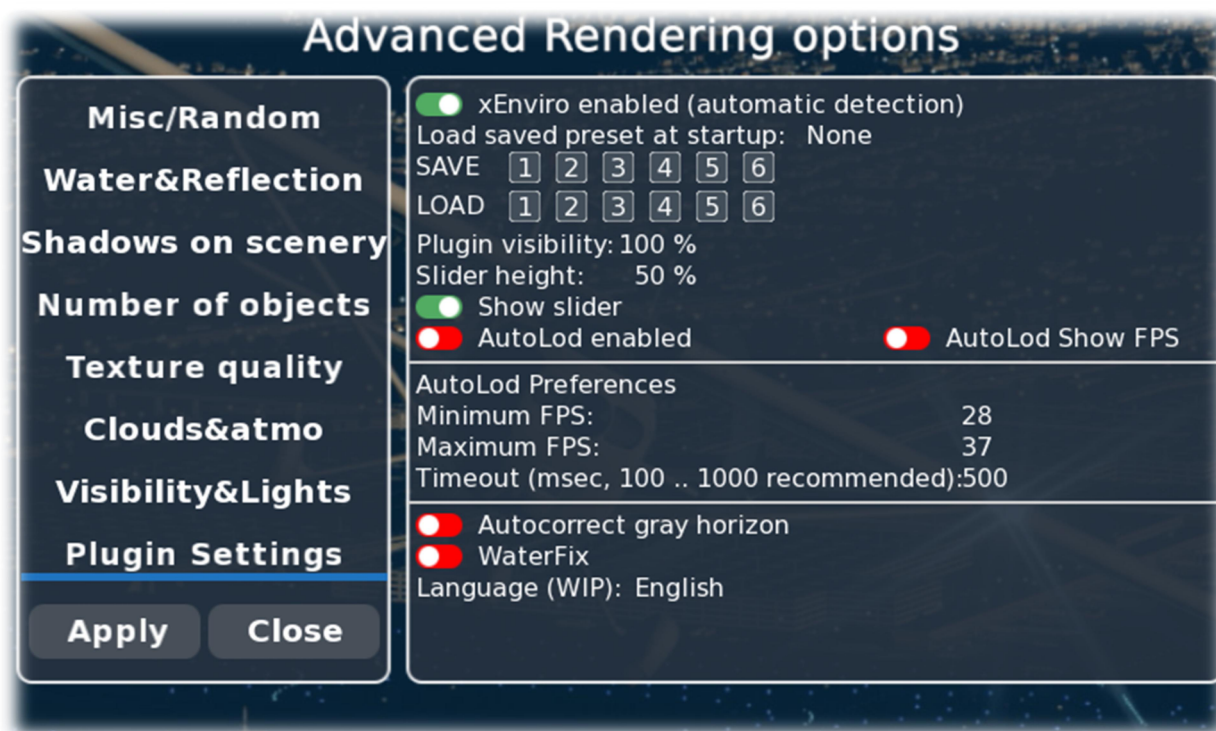 Advanced Rendering options
Misc/Random
Water&Reflection
Shadows on scenery
Number of objects
Texture quality
Clouds&atmo
Visibility&Lights
Plugin Settings
Apply Close
xEnviro enabled (automatic detection)
Load saved preset at startup: None
SAVE 1 2 3 4 5 6
LOAD 1 2 3 4 5 6
Plugin visibility: 100 %
Slider height: 50 %
Show slider
AutoLod enabled AutoLod Show FPS
AutoLod Preferences
Minimum FPS: 28
Maximum FPS: 37
Timeout (msec, 100 .. 1000 recommended):500
Autocorrect gray horizon
WaterFix
Language (WIP): English